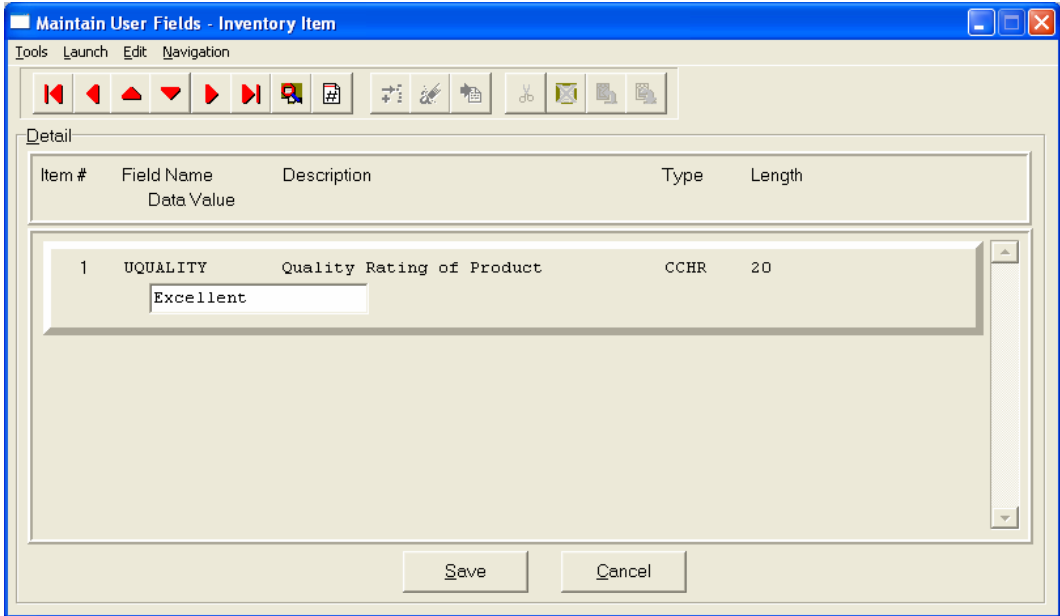 Maintain User Fields - Inventory Item
Tools Launch Edit Navigation
#
Detail
Item # Field Name Description Type Length
Data Value
1 UQUALITY Quality Rating of Product CCHR 20
Excellent
Save Cancel